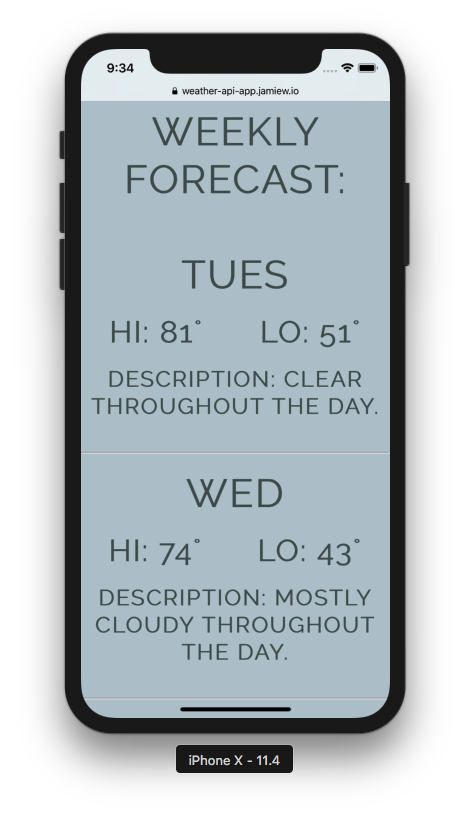 9:34
weather-api-app.jamiew.io
WEEKLY
FORECAST:
TUES
HI: 81° LO: 51°
DESCRIPTION: CLEAR
THROUGHOUT THE DAY.
WED
HI: 74° LO: 43°
DESCRIPTION: MOSTLY
CLOUDY THROUGHOUT
THE DAY.
iPhone X - 11.4